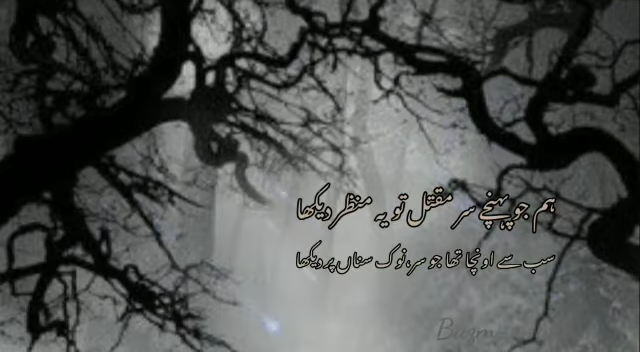 ہم جو پہنچے سر مقتل تو یہ منظر دیکھا
سب سے اونچا تھا جو سر، نوک سناں پر دیکھا